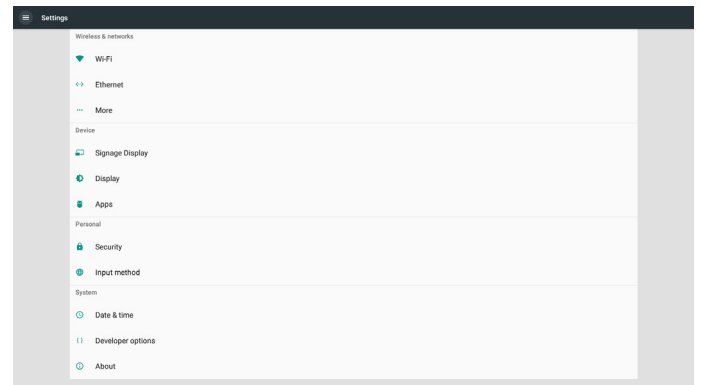 Settings
Wireless & networks
Wi-Fi
Ethernet
More
Device
Signage Display
Display
Apps
Personal
Security
Input method
System
Date & time
Developer options
About